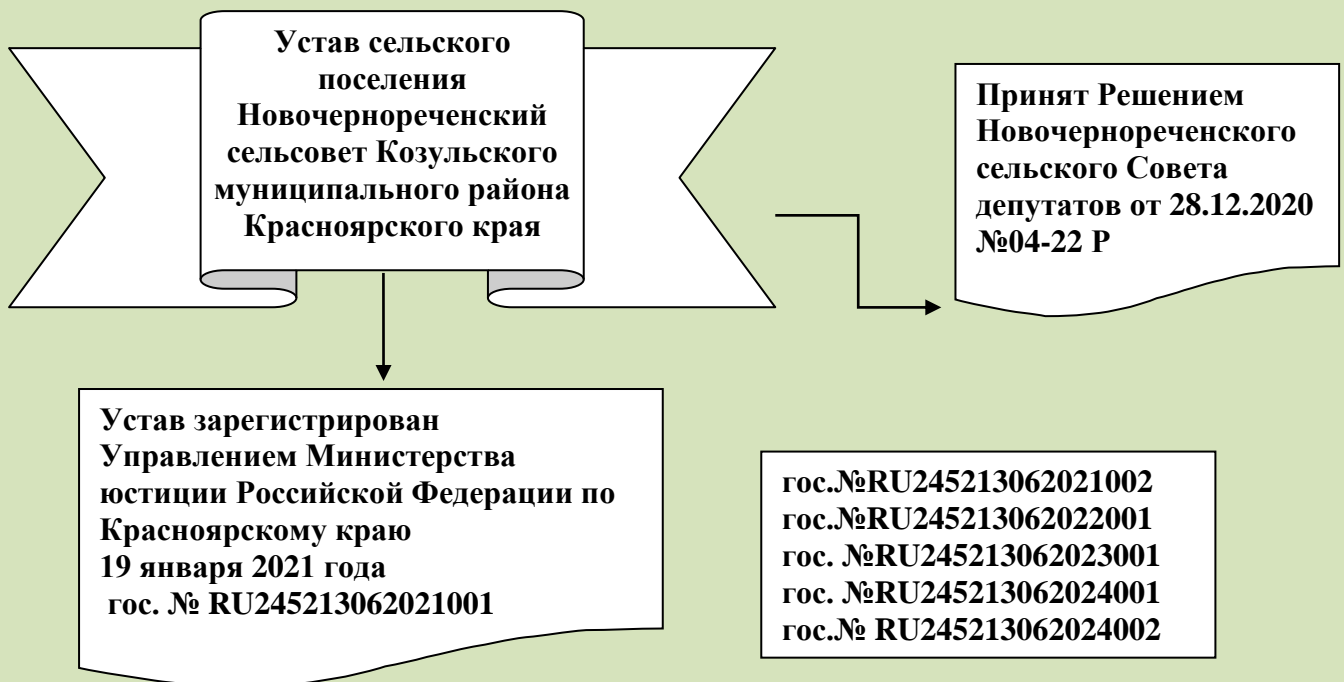 Устав сельского
поселения
Новочернореченский
сельсовет Козульского
муниципального района
Красноярского края
Принят Решением
Новочернореченского
сельского Совета
депутатов от 28.12.2020
№04-22 Р
Устав зарегистрирован
Управлением Министерства
юстиции Российской Федерации по
Красноярскому краю
19 января 2021 года
гос. № RU245213062021001
гос.№RU245213062021002
гос.№RU245213062022001
гос. №RU245213062023001
гос. №RU245213062024001
гос.№ RU245213062024002